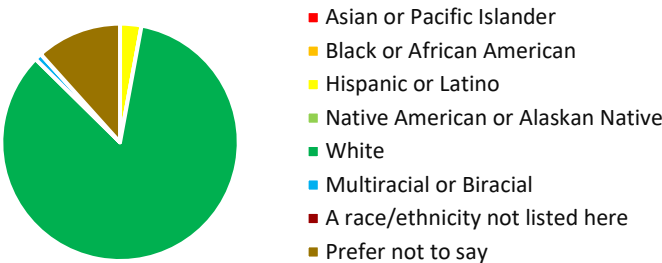 Asian or Pacific Islander
Black or African American
Hispanic or Latino
Native American or Alaskan Native
White
Multiracial or Biracial
A race/ethnicity not listed here
Prefer not to say